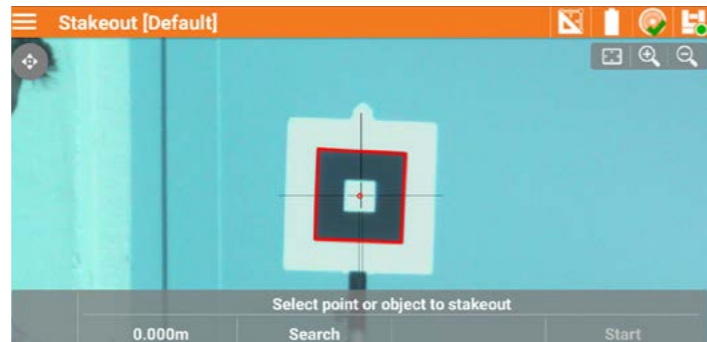 Stakeout [Default]
Select point or object to stakeout
0.000m Search Start